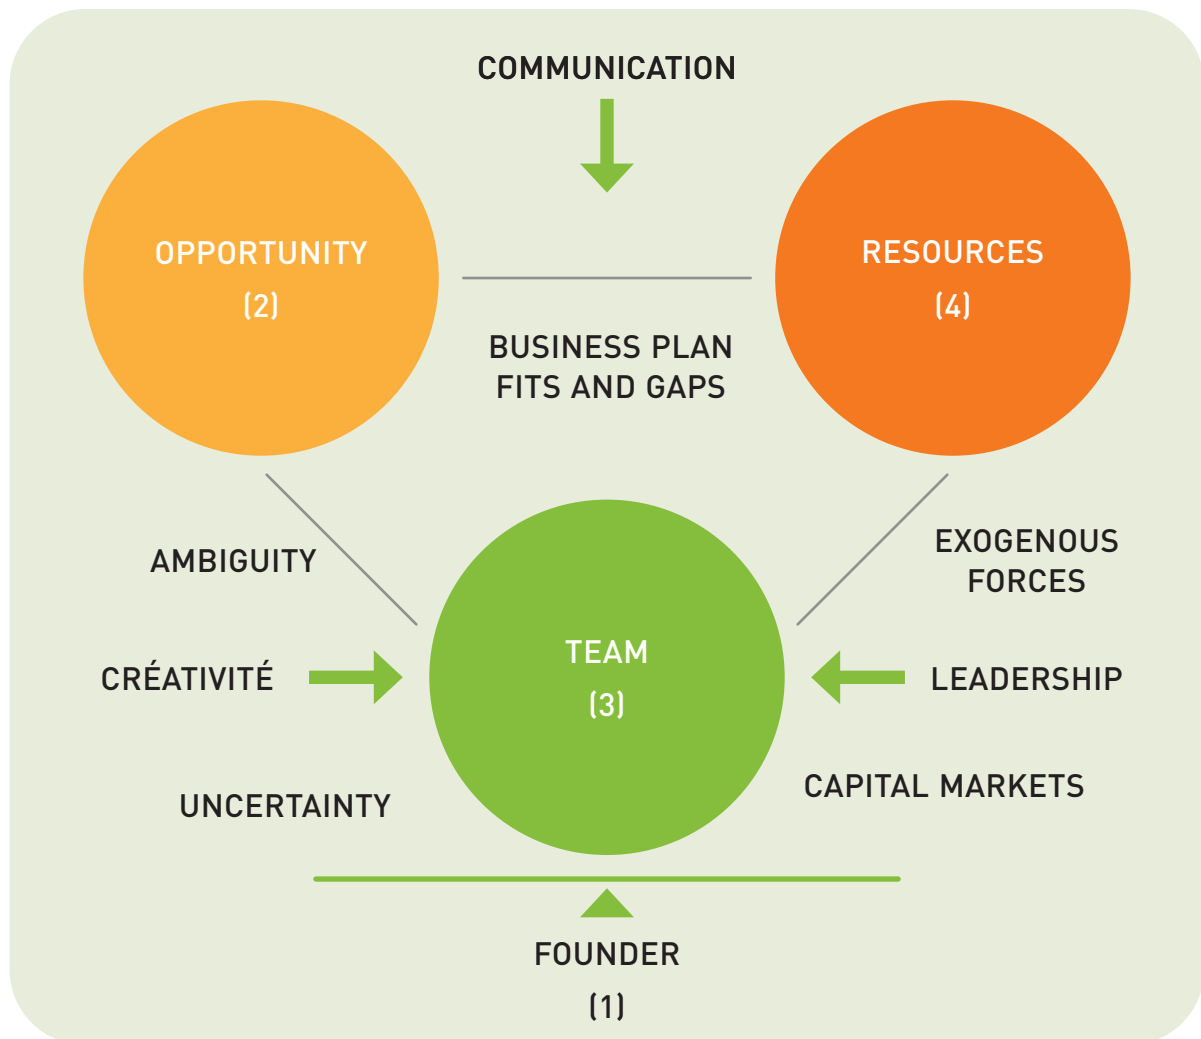 COMMUNICATION
OPPORTUNITY
(2)
RESOURCES
(4)
BUSINESS PLAN
FITS AND GAPS
AMBIGUITY
EXOGENOUS
FORCES
CRÉATIVITÉ
TEAM
(3)
LEADERSHIP
UNCERTAINTY
CAPITAL MARKETS
FOUNDER
(1)